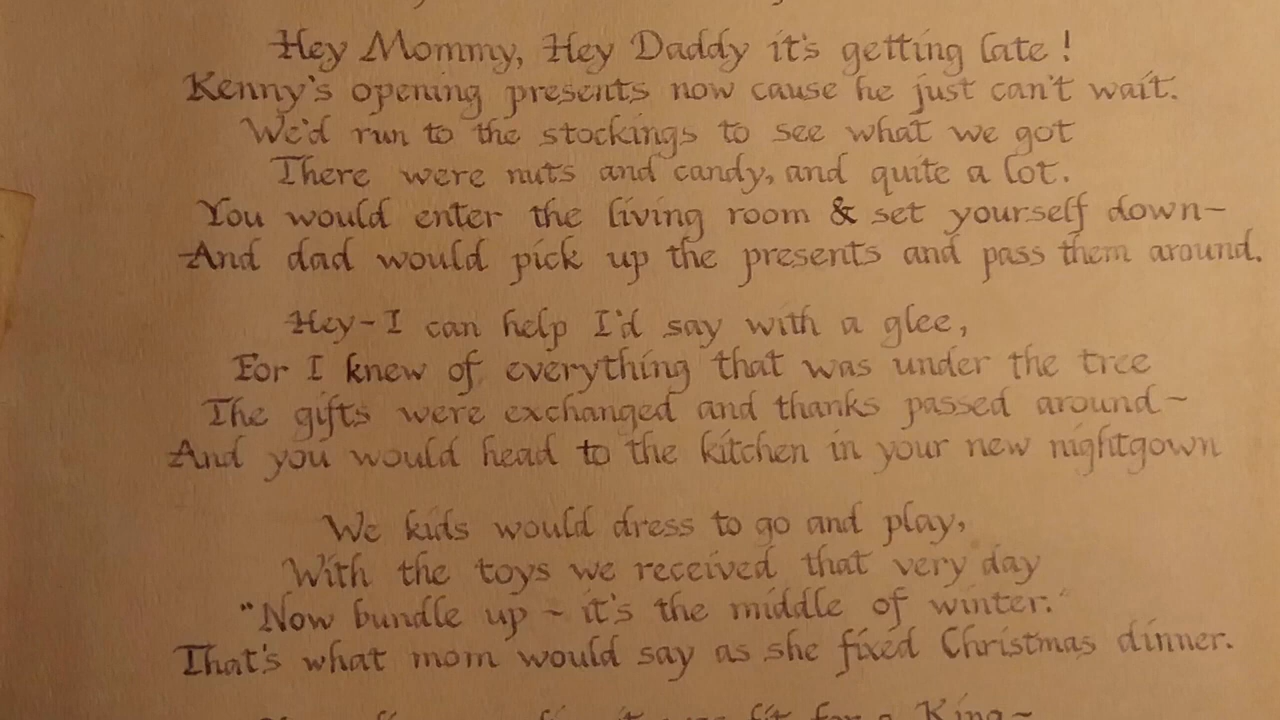 Hey Mommy, Hey Daddy it's getting late !
Kenny's opening presents now cause he just can't wait.
We'd run to the stockings to see what we got
There were nuts and candy, and quite a lot.
You would enter the living room & set yourself down~
And dad would pick up the presents and pass them around.
Hey~I can help I'd say with a glee,
For I knew of everything that was under the tree
The gifts were exchanged and thanks passed around~
And you would head to the kitchen in your new nightgown
We kids would dress to go and play,
With the toys we received that very day
"Now bundle up ~ it's the middle of winter."
That's what mom would say as she fixed Christmas dinner.
fit for a King~